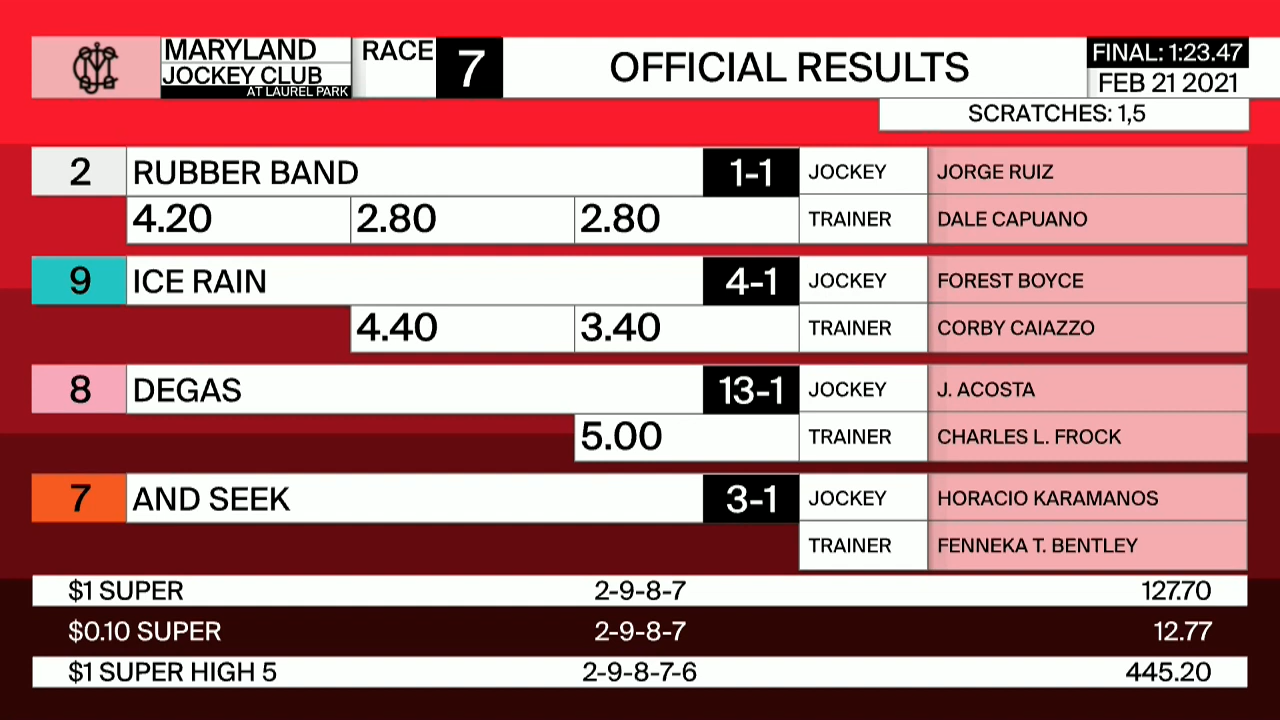 MARYLAND
JOCKEY CLUB
AT LAUREL PARK
RACE 7
OFFICIAL RESULTS
FINAL: 1:23.47
FEB 21 2021
SCRATCHES: 1,5
2 RUBBER BAND 1-1 JOCKEY JORGE RUIZ
4.20 2.80 2.80 TRAINER DALE CAPUANO
9 ICE RAIN 4-1 JOCKEY FOREST BOYCE
4.40 3.40 TRAINER CORBY CAIAZZO
8 DEGAS 13-1 JOCKEY J. ACOSTA
5.00 TRAINER CHARLES L. FROCK
7 AND SEEK 3-1 JOCKEY HORACIO KARAMANOS
TRAINER FENNEKA T. BENTLEY
$1 SUPER 2-9-8-7 127.70
$0.10 SUPER 2-9-8-7 12.77
$1 SUPER HIGH 5 2-9-8-7-6 445.20